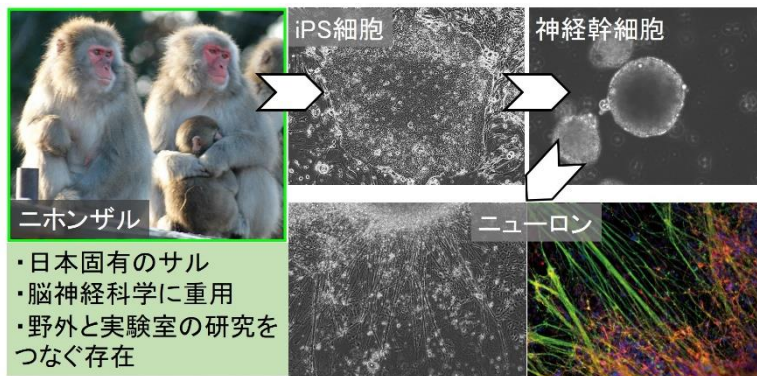 iPS細胞
神経幹細胞
ニホンザル
ニューロン
・日本固有のサル
・脳神経科学に重用
・野外と実験室の研究を
つなぐ存在